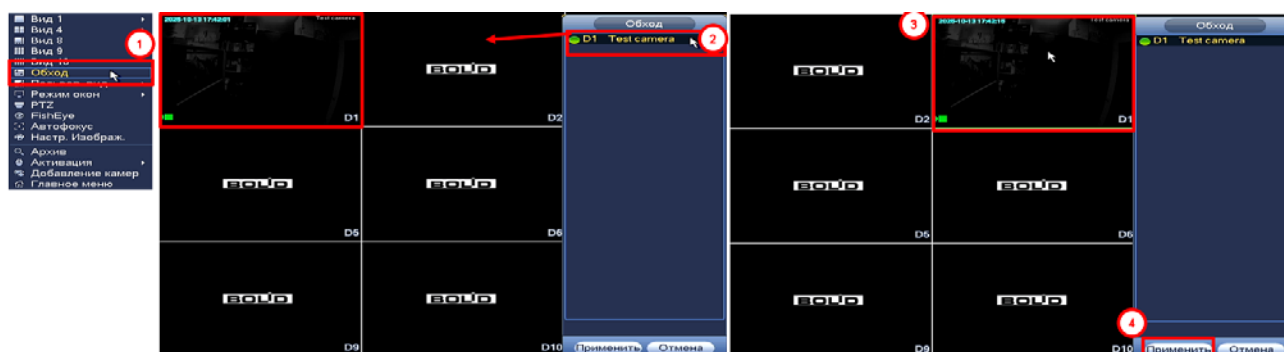 Вид 1
Вид 4
Вид 8
Вид 9
Вид 16
Обход
Режим окон
PTZ
FishEye
Автофокус
Настр. Изображ.
Архив
Активация
Добавление камер
Главное меню
1
Test camera
D1
BOLID
D2
BOLID
D5
BOLID
D6
BOLID
D9
BOLID
D10
Обход
D1 Test camera
2
Применить Отмена
3
BOLID
D2
Test camera
D1
BOLID
D5
BOLID
D6
BOLID
D9
BOLID
D10
Обход
D1 Test camera
4
Применить Отмена